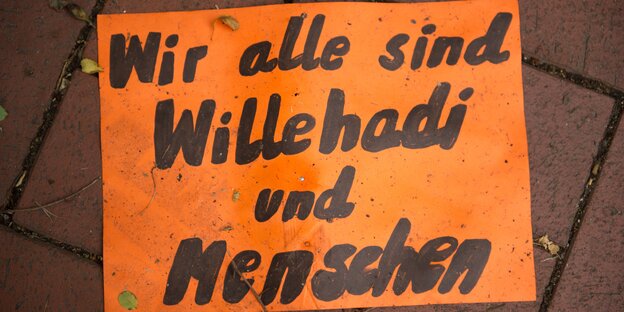 Wir alle sind
Willehadi
und
Menschen